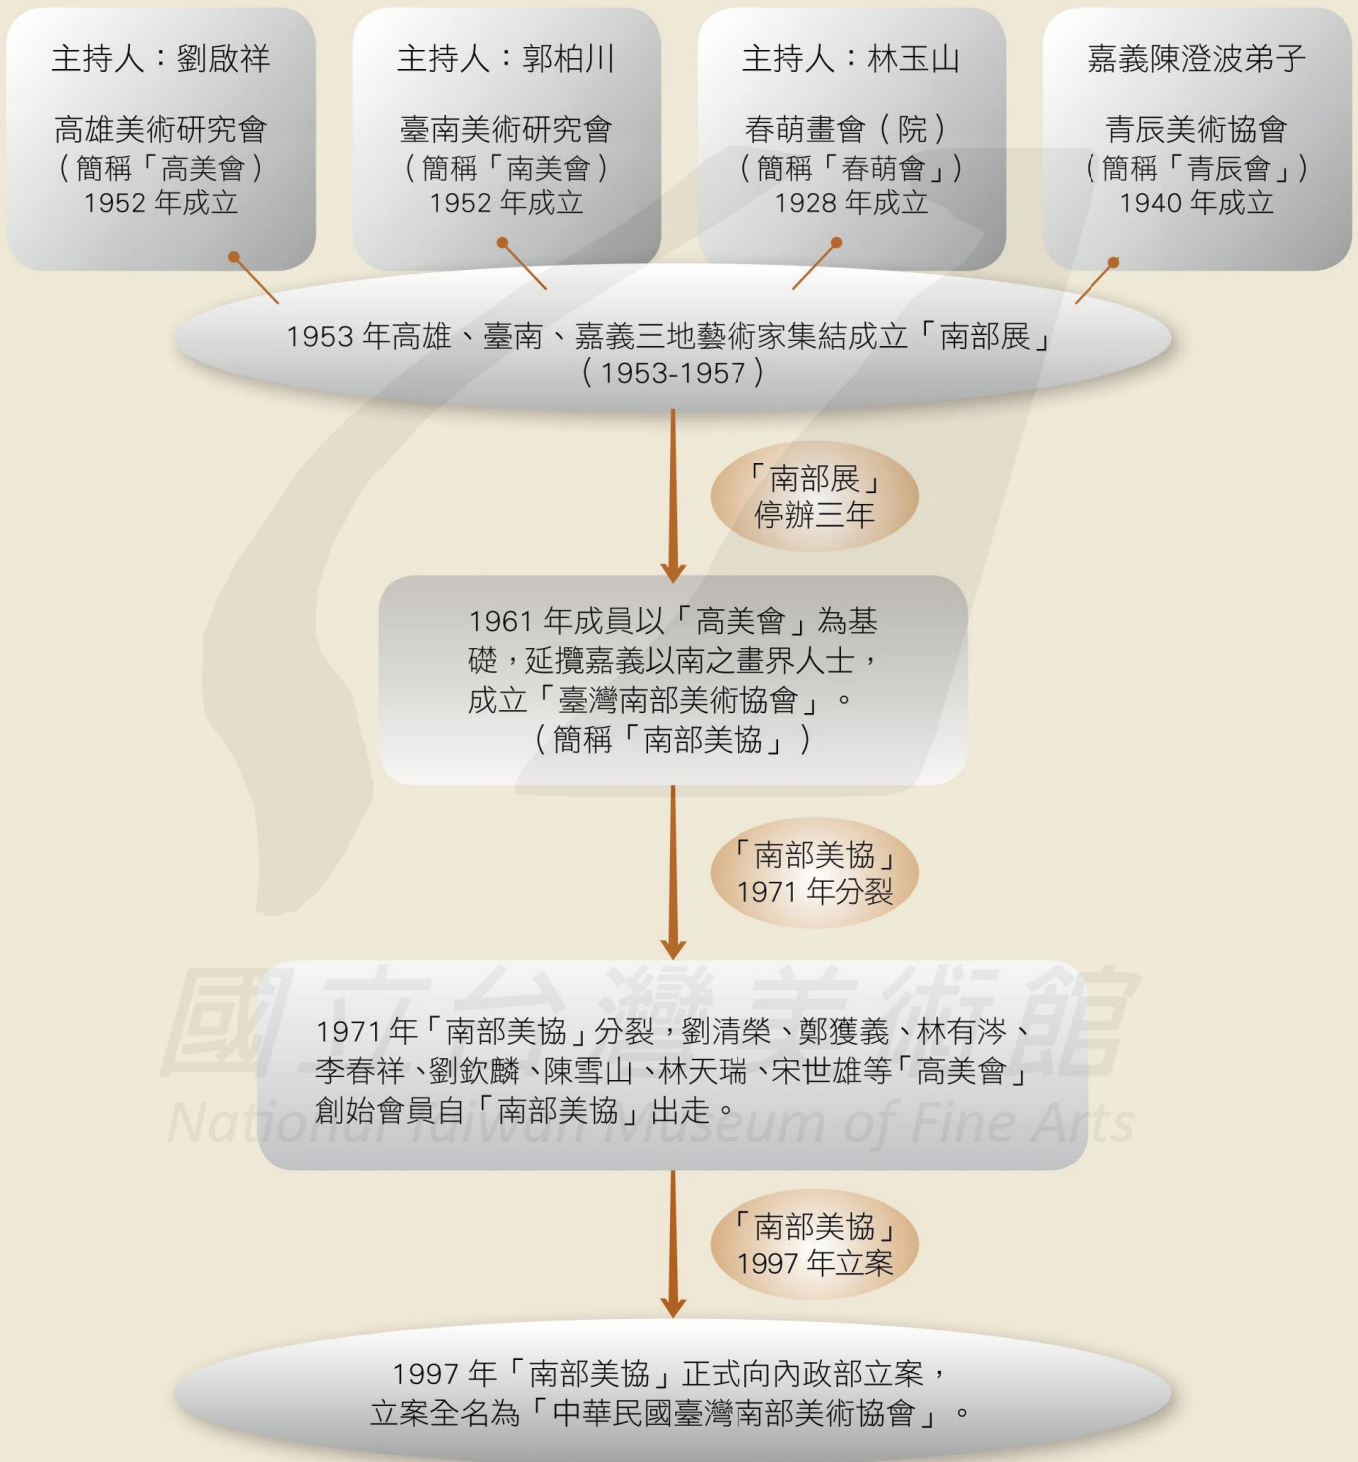 主持人：劉啟祥
高雄美術研究會
（簡稱「高美會）
1952 年成立
主持人：郭柏川
臺南美術研究會
（簡稱「南美會）
1952 年成立
主持人：林玉山
春萌畫會（院）
（簡稱「春萌會」）
1928 年成立
嘉義陳澄波弟子
青辰美術協會
（簡稱「青辰會」）
1940 年成立
1953 年高雄、臺南、嘉義三地藝術家集結成立「南部展」
（1953-1957）
「南部展」
停辦三年
1961 年成員以「高美會」為基
礎，延攬嘉義以南之畫界人士，
成立「臺灣南部美術協會」。
（簡稱「南部美協」）
「南部美協」
1971 年分裂
1971年「南部美協」分裂，劉清榮、鄭獲義、林有涔、
李春祥、劉欽麟、陳雪山、林天瑞、宋世雄等「高美會」
創始會員自「南部美協」出走。
國立台灣美術館
National Taiwan Museum of Fine Arts
「南部美協」
1997 年立案
1997 年「南部美協」正式向內政部立案，
立案全名為「中華民國臺灣南部美術協會」。